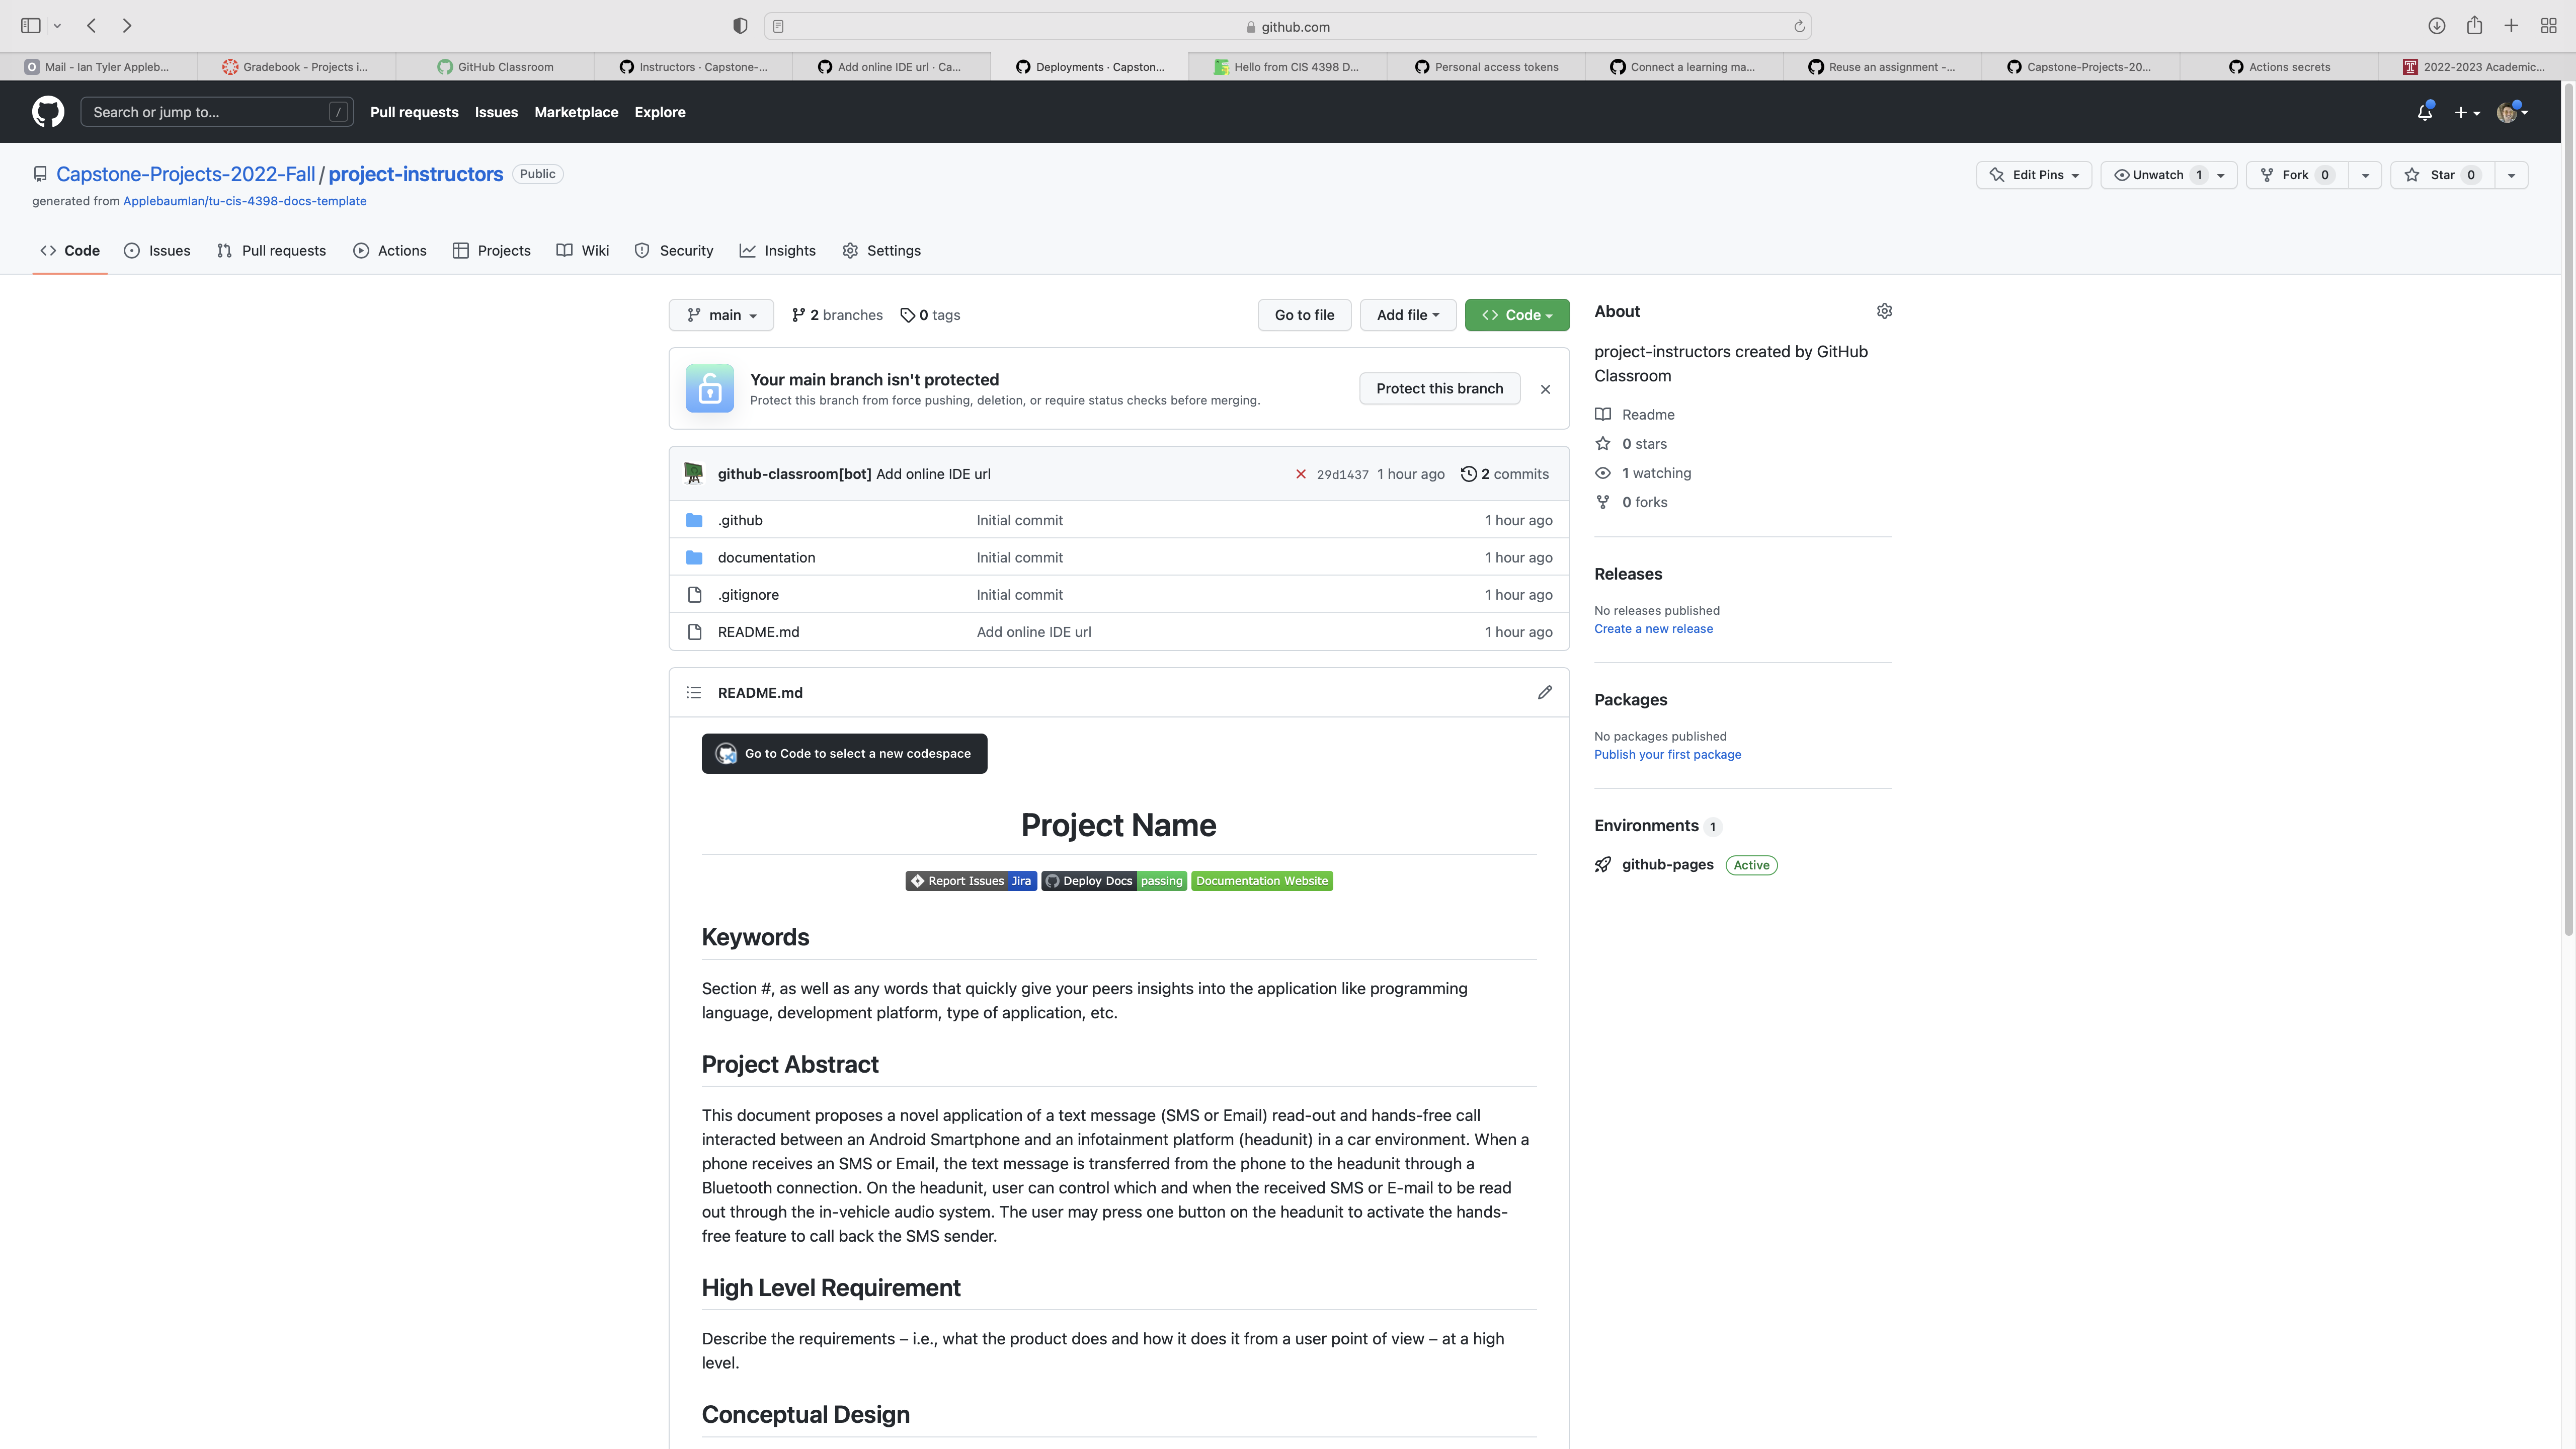 github.com
Mail - Ian Tyler Appleb...
Gradebook - Projects i...
GitHub Classroom
Instructors · Capstone-...
Add online IDE url · Ca...
Deployments · Capston...
Hello from CIS 4398 D...
Personal access tokens
Connect a learning ma...
Reuse an assignment -...
Capstone-Projects-20...
Actions secrets
2022-2023 Academic...
Search or jump to... /
Pull requests Issues Marketplace Explore
Capstone-Projects-2022-Fall / project-instructors Public
Edit Pins Unwatch 1 Fork 0 Star 0
generated from ApplebaumIan/tu-cis-4398-docs-template
Code Issues Pull requests Actions Projects Wiki Security Insights Settings
main 2 branches 0 tags Go to file Add file Code
Your main branch isn't protected
Protect this branch from force pushing, deletion, or require status checks before merging.
Protect this branch
github-classroom[bot] Add online IDE url 29d1437 1 hour ago 2 commits
.github Initial commit 1 hour ago
documentation Initial commit 1 hour ago
.gitignore Initial commit 1 hour ago
README.md Add online IDE url 1 hour ago
README.md
Go to Code to select a new codespace
Project Name
Report Issues Jira Deploy Docs passing Documentation Website
Keywords
Section #, as well as any words that quickly give your peers insights into the application like programming
language, development platform, type of application, etc.
Project Abstract
This document proposes a novel application of a text message (SMS or Email) read-out and hands-free call
interacted between an Android Smartphone and an infotainment platform (headunit) in a car environment. When a
phone receives an SMS or Email, the text message is transferred from the phone to the headunit through a
Bluetooth connection. On the headunit, user can control which and when the received SMS or E-mail to be read
out through the in-vehicle audio system. The user may press one button on the headunit to activate the hands-
free feature to call back the SMS sender.
High Level Requirement
Describe the requirements – i.e., what the product does and how it does it from a user point of view – at a high
level.
Conceptual Design
About
project-instructors created by GitHub
Classroom
Readme
0 stars
1 watching
0 forks
Releases
No releases published
Create a new release
Packages
No packages published
Publish your first package
Environments 1
github-pages Active